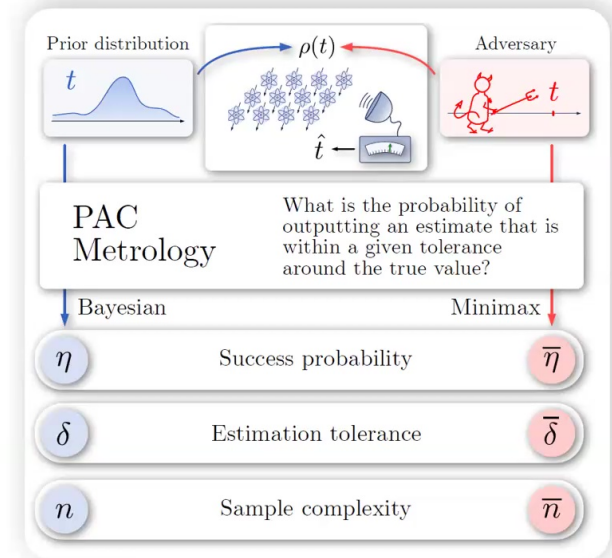 Prior distribution
ρ(t)
Adversary
t
t
t̂
PAC
Metrology
What is the probability of
outputting an estimate that is
within a given tolerance
around the true value?
Bayesian
Minimax
η
Success probability
η̅
δ
Estimation tolerance
δ̅
n
Sample complexity
n̅